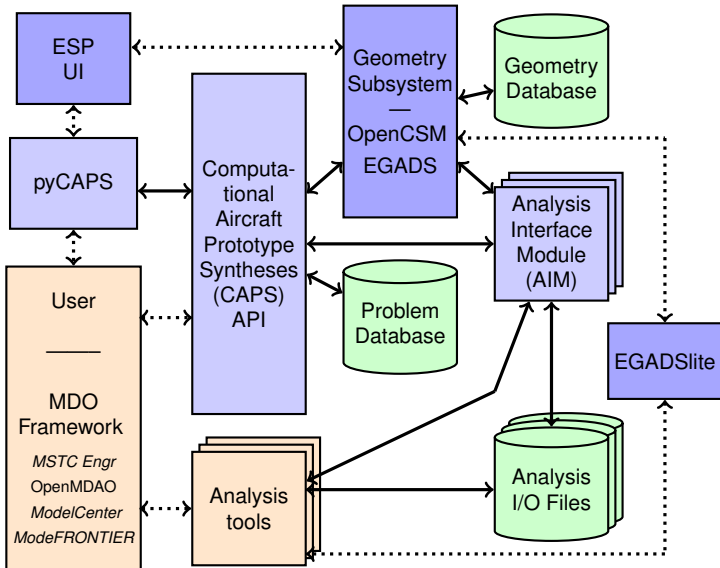 ESP
UI
Geometry
Subsystem
—
OpenCSM
EGADS
Geometry
Database
pyCAPS
Computa-
tional
Aircraft
Prototype
Syntheses
(CAPS)
API
Analysis
Interface
Module
(AIM)
Problem
Database
User
MDO
Framework
MSTC Engr
OpenMDAO
ModelCenter
ModeFRONTIER
EGADSlite
Analysis
tools
Analysis
I/O Files